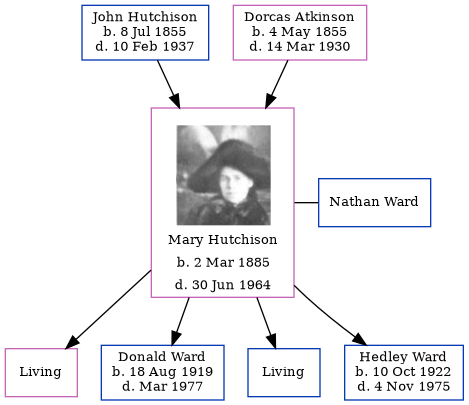 John Hutchison
b. 8 Jul 1855
d. 10 Feb 1937
Dorcas Atkinson
b. 4 May 1855
d. 14 Mar 1930
Mary Hutchison
b. 2 Mar 1885
d. 30 Jun 1964
Nathan Ward
Living
Donald Ward
b. 18 Aug 1919
d. Mar 1977
Living
Hedley Ward
b. 10 Oct 1922
d. 4 Nov 1975